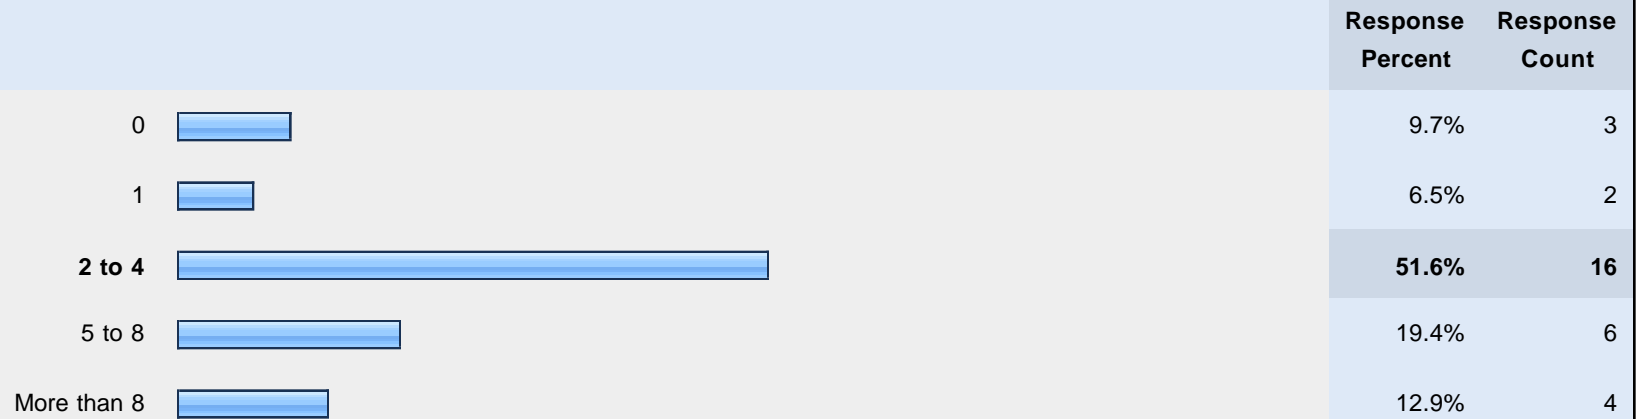 Response Percent Response Count
0 9.7% 3
1 6.5% 2
2 to 4 51.6% 16
5 to 8 19.4% 6
More than 8 12.9% 4